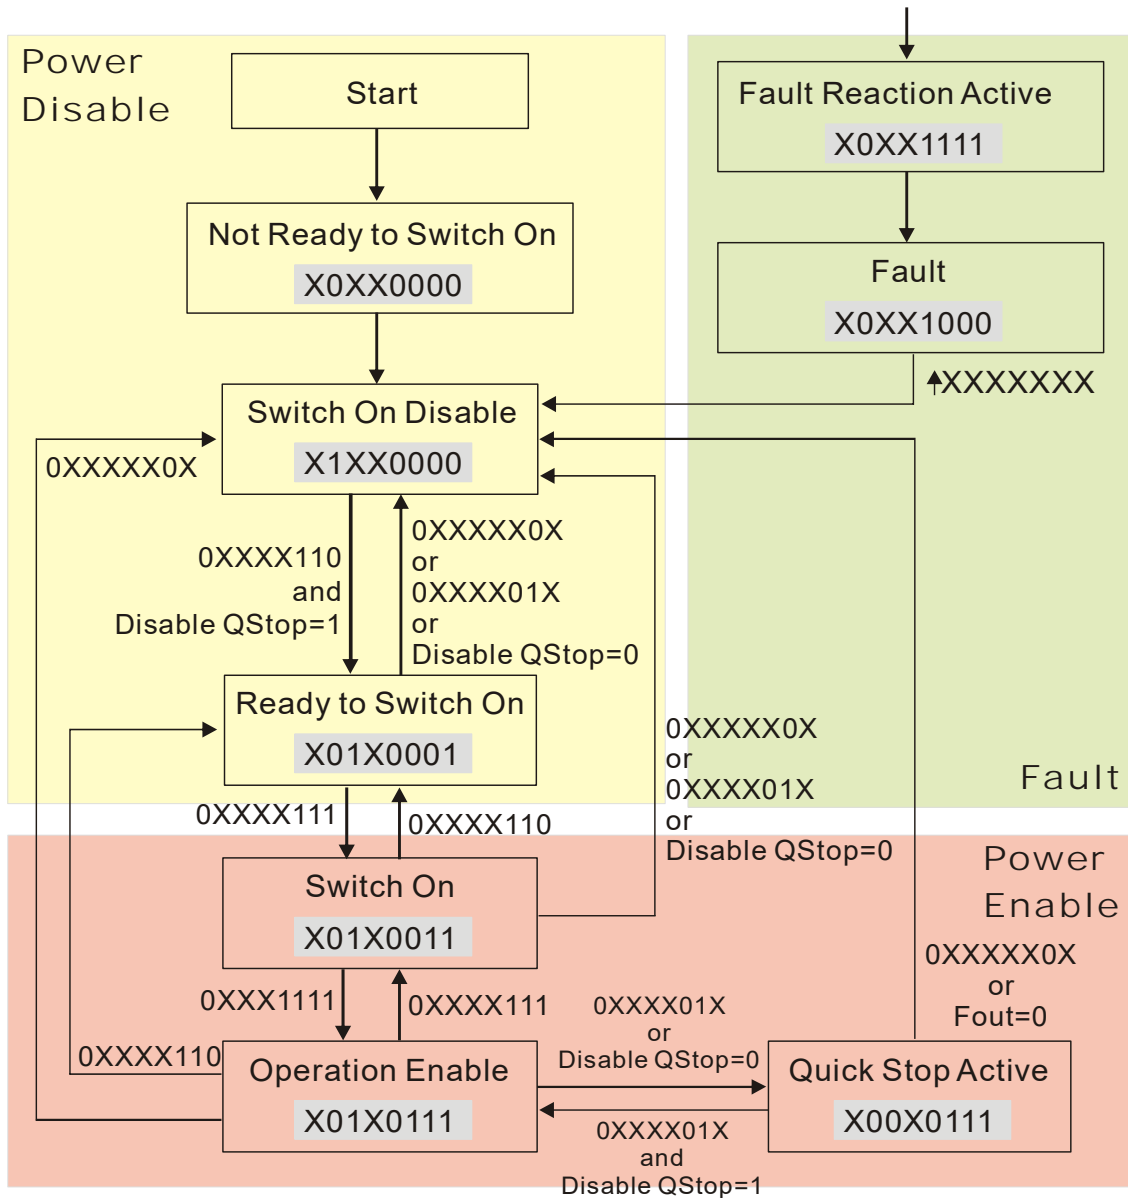 Power
Disable
Start
Not Ready to Switch On
X0XX0000
Switch On Disable
X1XX0000
0XXXXX0X
0XXXX110
and
Disable QStop=1
0XXXXX0X
or
0XXXX01X
or
Disable QStop=0
Ready to Switch On
X01X0001
0XXXX111
0XXXX110
Fault Reaction Active
X0XX1111
Fault
X0XX1000
XXXXXXX
Fault
0XXXXX0X
or
0XXXX01X
or
Disable QStop=0
Power
Enable
Switch On
X01X0011
0XXX1111
0XXXX111
0XXXX110
Operation Enable
X01X0111
0XXXX01X
or
Disable QStop=0
0XXXX01X
and
Disable QStop=1
0XXXXX0X
or
Fout=0
Quick Stop Active
X00X0111